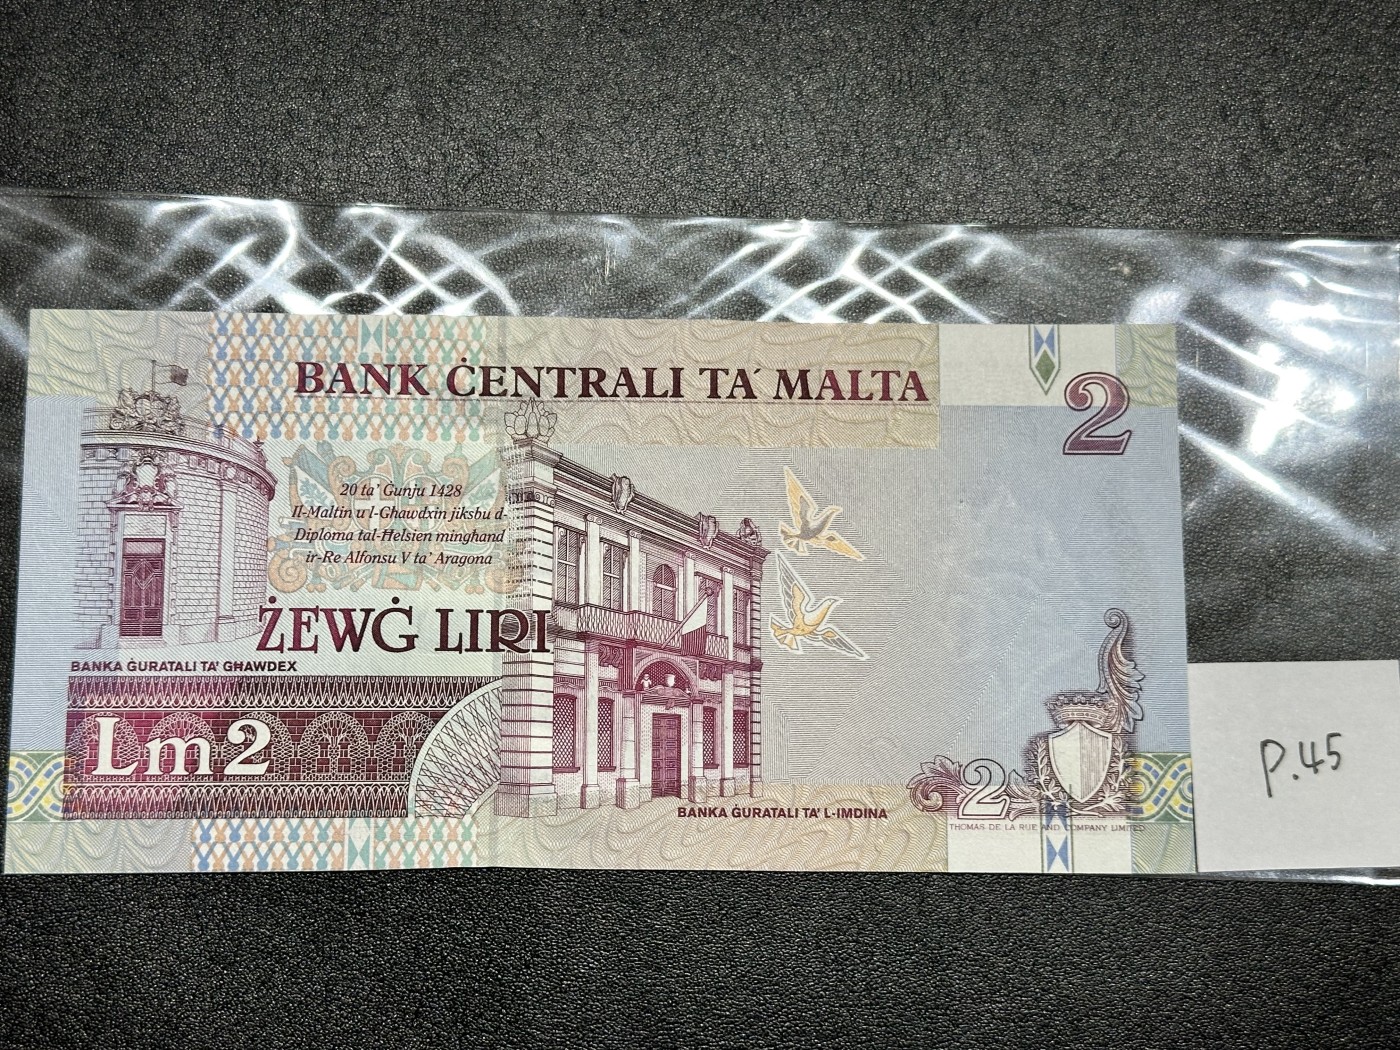 BANK ĊENTRALI TA' MALTA
2
20 ta' Ġunju 1428
Il-Maltin u l-Għawdxin jiksbu d-
Diploma tal-Ħelsien mingħand
ir-Re Alfonsu V ta' Aragona
ŻEWĠ LIRI
BANKA ĠURATALI TA' GĦAWDEX
Lm2
BANKA ĠURATALI TA' L-IMDINA
2
THOMAS DE LA RUE AND COMPANY LIMITED
P.45